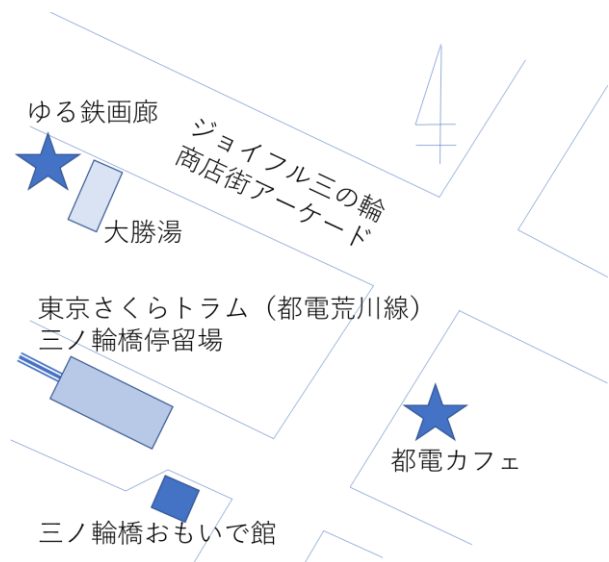 ゆる鉄画廊
ジョイフル三の輪
商店街アーケード
大勝湯
東京さくらトラム（都電荒川線）
三ノ輪橋停留場
都電カフェ
三ノ輪橋おもいで館